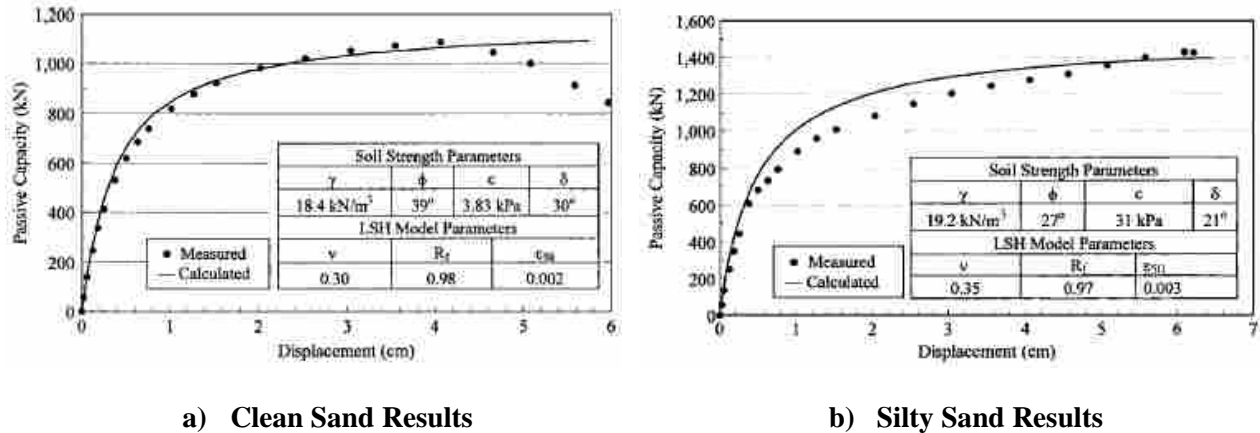 1,200
1,000
800
600
400
200
0
Passive Capacity (kN)
0 1 2 3 4 5 6
Displacement (cm)
Measured
Calculated
Soil Strength Parameters
γ ϕ c δ
18.4 kN/m³ 39° 3.83 kPa 30°
LSH Model Parameters
ν Rf ε50
0.30 0.98 0.002
1,600
1,400
1,200
1,000
800
600
400
200
0
Passive Capacity (kN)
0 1 2 3 4 5 6 7
Displacement (cm)
Measured
Calculated
Soil Strength Parameters
γ ϕ c δ
19.2 kN/m³ 27° 31 kPa 21°
LSH Model Parameters
ν Rf ε50
0.35 0.97 0.003
a) Clean Sand Results
b) Silty Sand Results